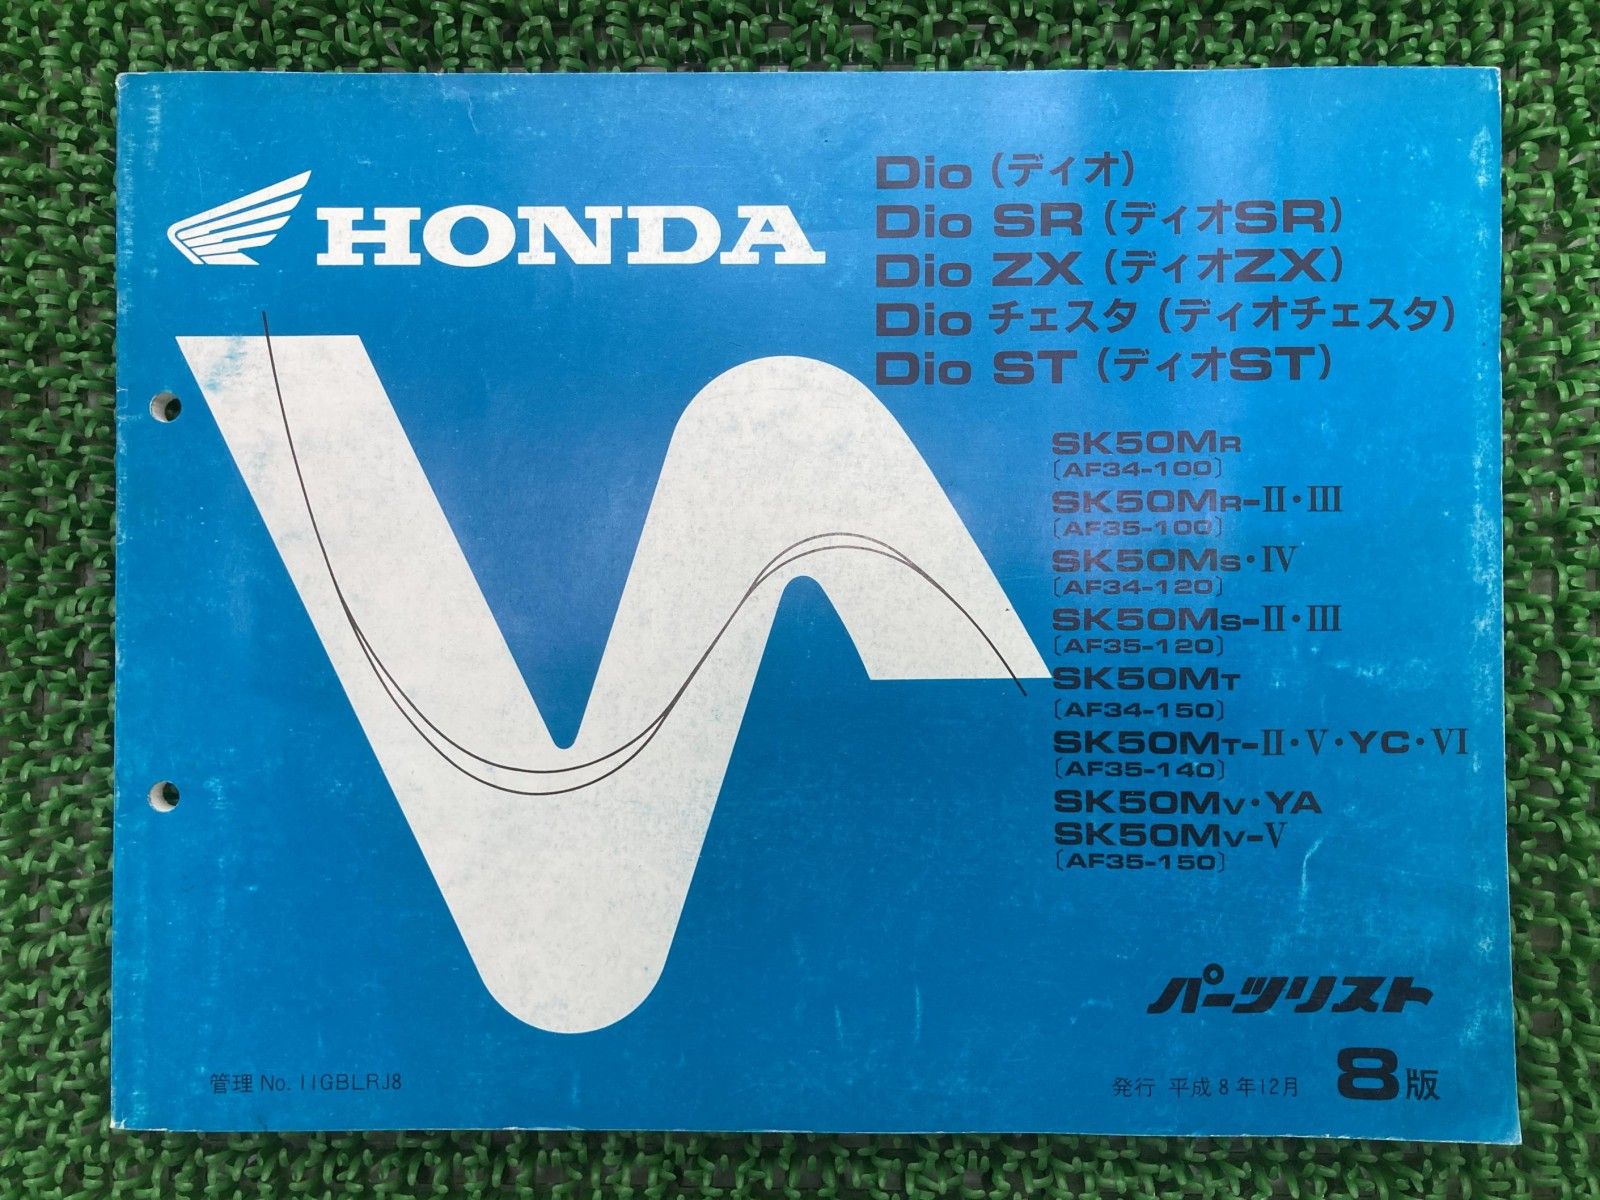 HONDA
Dio (ディオ)
Dio SR (ディオSR)
Dio ZX (ディオZX)
Dio チェスタ (ディオチェスタ)
Dio ST (ディオST)
SK50MR
〔AF34-100〕
SK50MR-II・III
〔AF35-100〕
SK50MS・IV
〔AF34-120〕
SK50MS-II・III
〔AF35-120〕
SK50MT
〔AF34-150〕
SK50MT-II・V・YC・VI
〔AF35-140〕
SK50MV・YA
SK50MV-V
〔AF35-150〕
パーツリスト
管理 No. 11GBLRJ8
発行 平成8年12月 8版